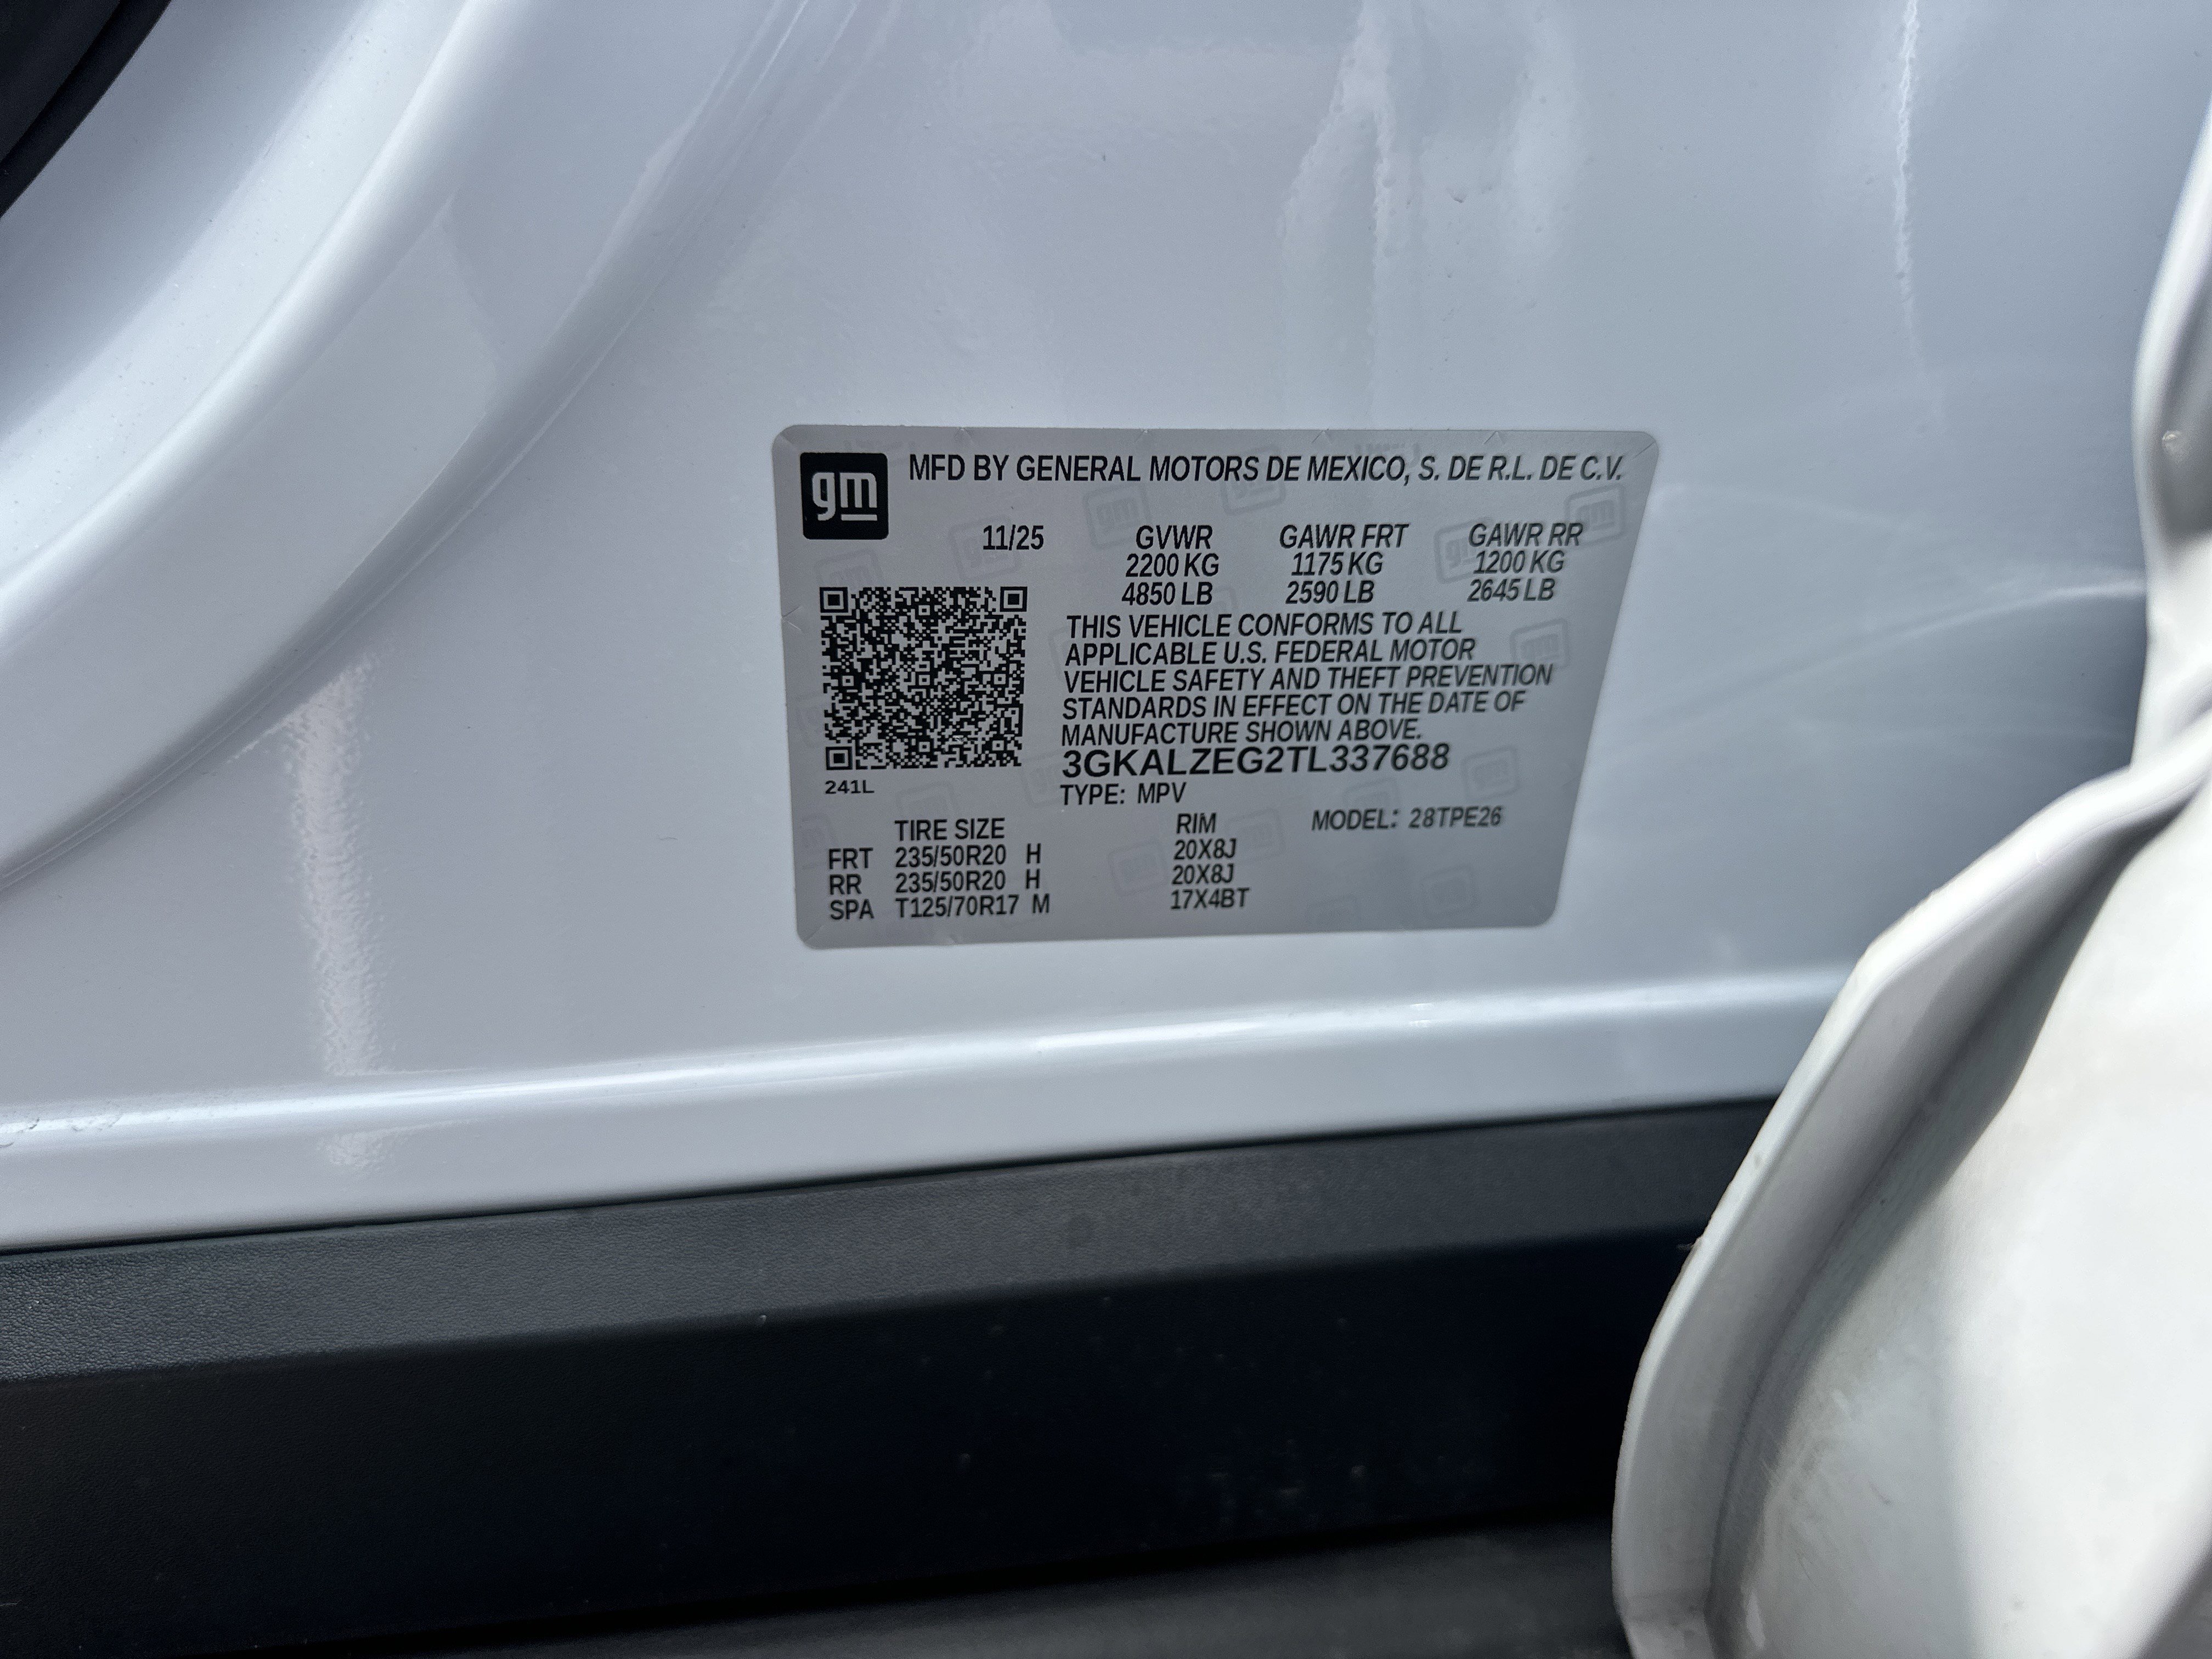 gm MFD BY GENERAL MOTORS DE MEXICO, S. DE R.L. DE C.V.
11/25 GVWR GAWR FRT GAWR RR
2200 KG 1175 KG 1200 KG
4850 LB 2590 LB 2645 LB
THIS VEHICLE CONFORMS TO ALL
APPLICABLE U.S. FEDERAL MOTOR
VEHICLE SAFETY AND THEFT PREVENTION
STANDARDS IN EFFECT ON THE DATE OF
MANUFACTURE SHOWN ABOVE.
3GKALZEG2TL337688
241L
TYPE: MPV
TIRE SIZE RIM MODEL: 28TPE26
FRT 235/50R20 H 20X8J
RR 235/50R20 H 20X8J
SPA T125/70R17 M 17X4BT